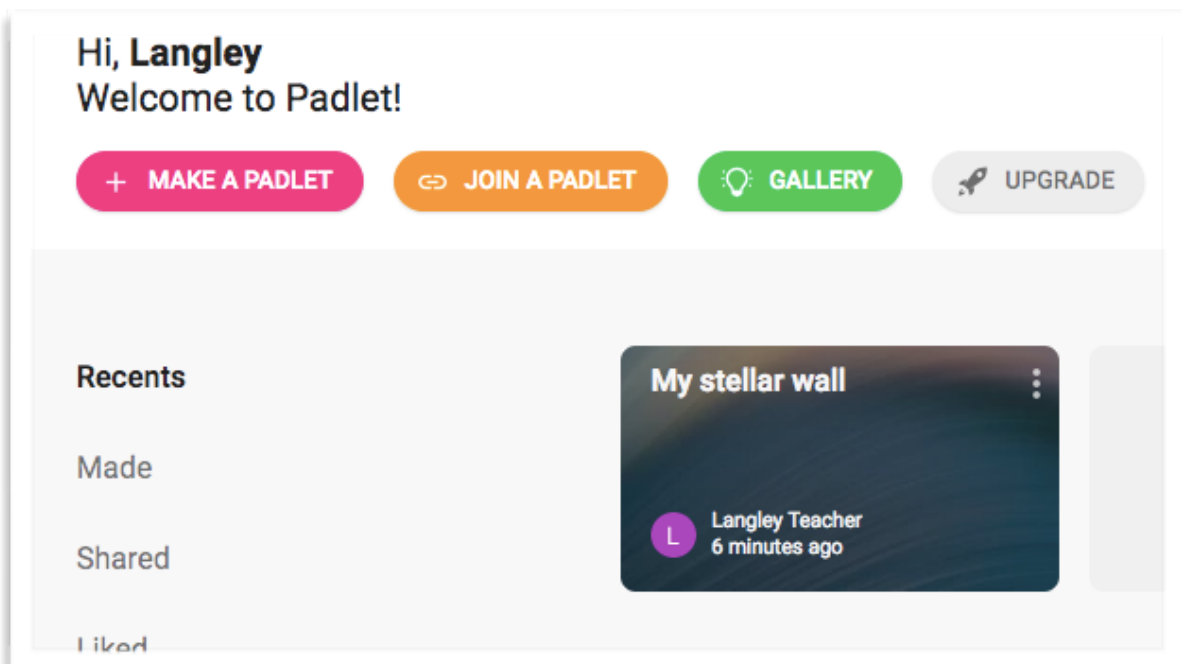 Hi, Langley
Welcome to Padlet!
+ MAKE A PADLET
JOIN A PADLET
GALLERY
UPGRADE
Recents
Made
Shared
Liked
My stellar wall
L
Langley Teacher
6 minutes ago